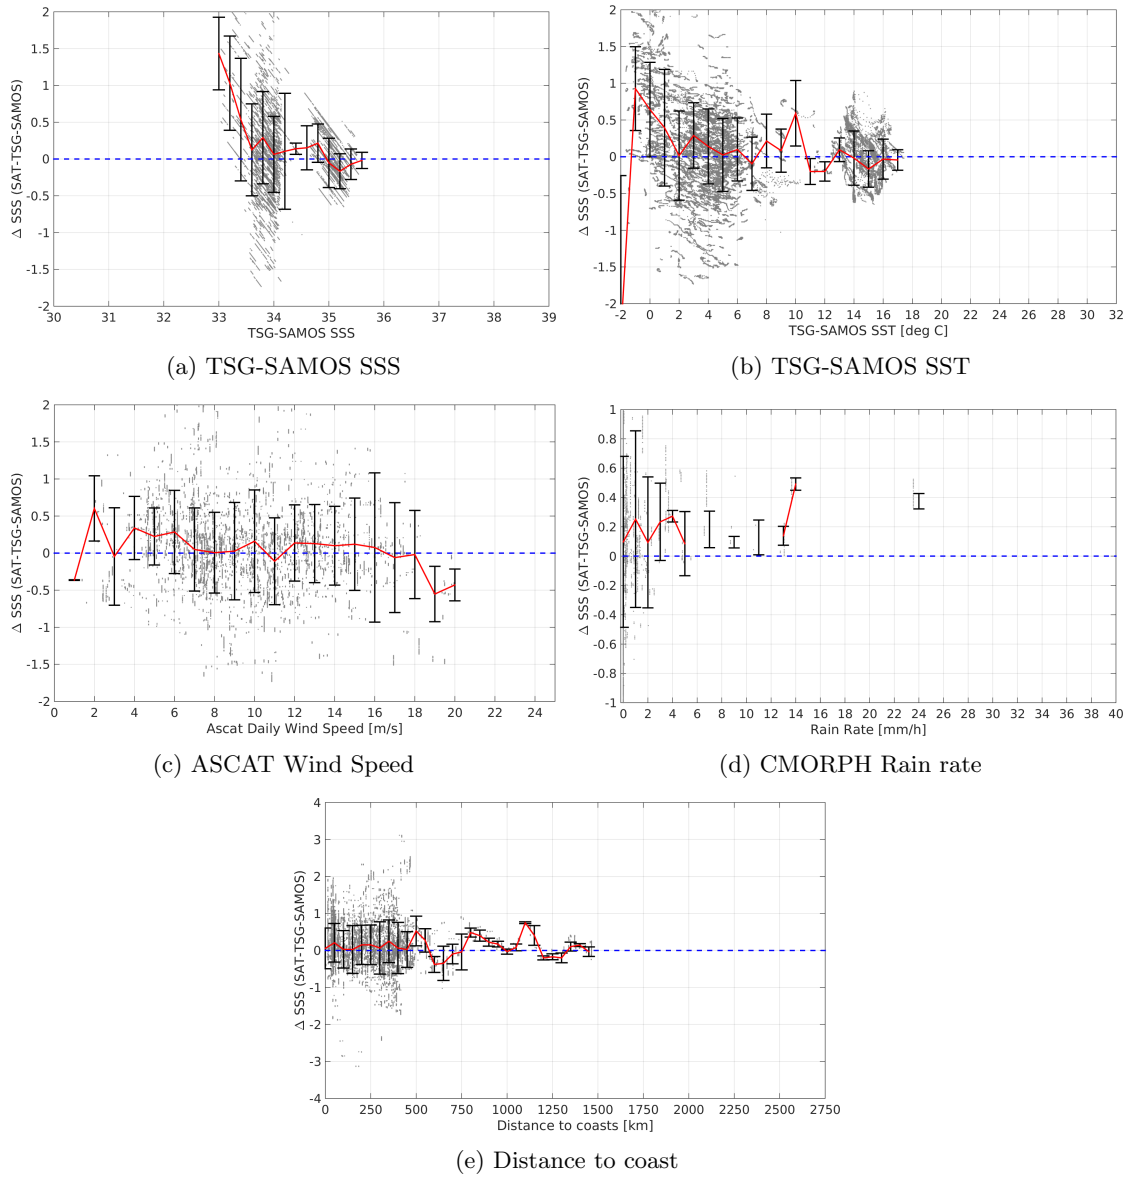 2
1.5
1
0.5
0
-0.5
-1
-1.5
-2
Δ SSS (SAT-TSG-SAMOS)
30 31 32 33 34 35 36 37 38 39
TSG-SAMOS SSS
(a) TSG-SAMOS SSS
2
1.5
1
0.5
0
-0.5
-1
-1.5
-2
Δ SSS (SAT-TSG-SAMOS)
-2 0 2 4 6 8 10 12 14 16 18 20 22 24 26 28 30 32
TSG-SAMOS SST [deg C]
(b) TSG-SAMOS SST
2
1.5
1
0.5
0
-0.5
-1
-1.5
-2
Δ SSS (SAT-TSG-SAMOS)
0 2 4 6 8 10 12 14 16 18 20 22 24
Ascat Daily Wind Speed [m/s]
(c) ASCAT Wind Speed
1
0.8
0.6
0.4
0.2
0
-0.2
-0.4
-0.6
-0.8
-1
Δ SSS (SAT-TSG-SAMOS)
0 2 4 6 8 10 12 14 16 18 20 22 24 26 28 30 32 34 36 38 40
Rain Rate [mm/h]
(d) CMORPH Rain rate
4
3
2
1
0
-1
-2
-3
-4
Δ SSS (SAT-TSG-SAMOS)
0 250 500 750 1000 1250 1500 1750 2000 2250 2500 2750
Distance to coasts [km]
(e) Distance to coast